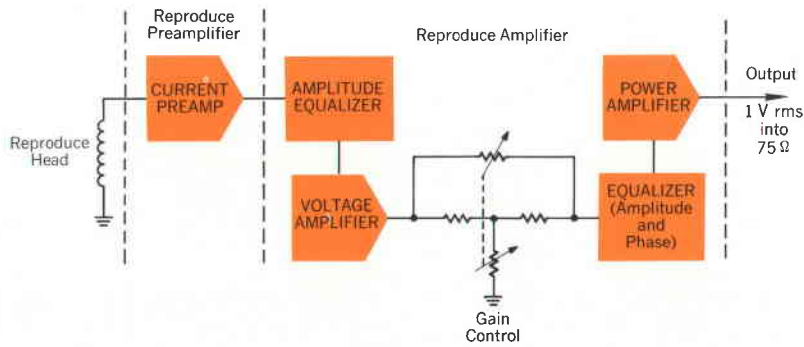 Reproduce
Preamplifier
Reproduce Amplifier
Reproduce
Head
CURRENT
PREAMP
AMPLITUDE
EQUALIZER
VOLTAGE
AMPLIFIER
Gain
Control
POWER
AMPLIFIER
EQUALIZER
(Amplitude
and
Phase)
Output
1 V rms
into
75 Ω